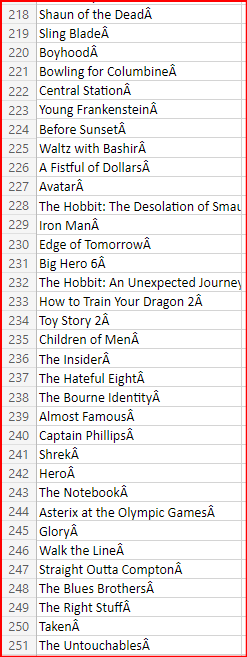 218 Shaun of the DeadÂ
219 Sling BladeÂ
220 BoyhoodÂ
221 Bowling for ColumbineÂ
222 Central StationÂ
223 Young FrankensteinÂ
224 Before SunsetÂ
225 Waltz with BashirÂ
226 A Fistful of DollarsÂ
227 AvatarÂ
228 The Hobbit: The Desolation of Smau
229 Iron ManÂ
230 Edge of TomorrowÂ
231 Big Hero 6Â
232 The Hobbit: An Unexpected Journey
233 How to Train Your Dragon 2Â
234 Toy Story 2Â
235 Children of MenÂ
236 The InsiderÂ
237 The Hateful EightÂ
238 The Bourne IdentityÂ
239 Almost FamousÂ
240 Captain PhillipsÂ
241 ShrekÂ
242 HeroÂ
243 The NotebookÂ
244 Asterix at the Olympic GamesÂ
245 GloryÂ
246 Walk the LineÂ
247 Straight Outta ComptonÂ
248 The Blues BrothersÂ
249 The Right StuffÂ
250 TakenÂ
251 The UntouchablesÂ